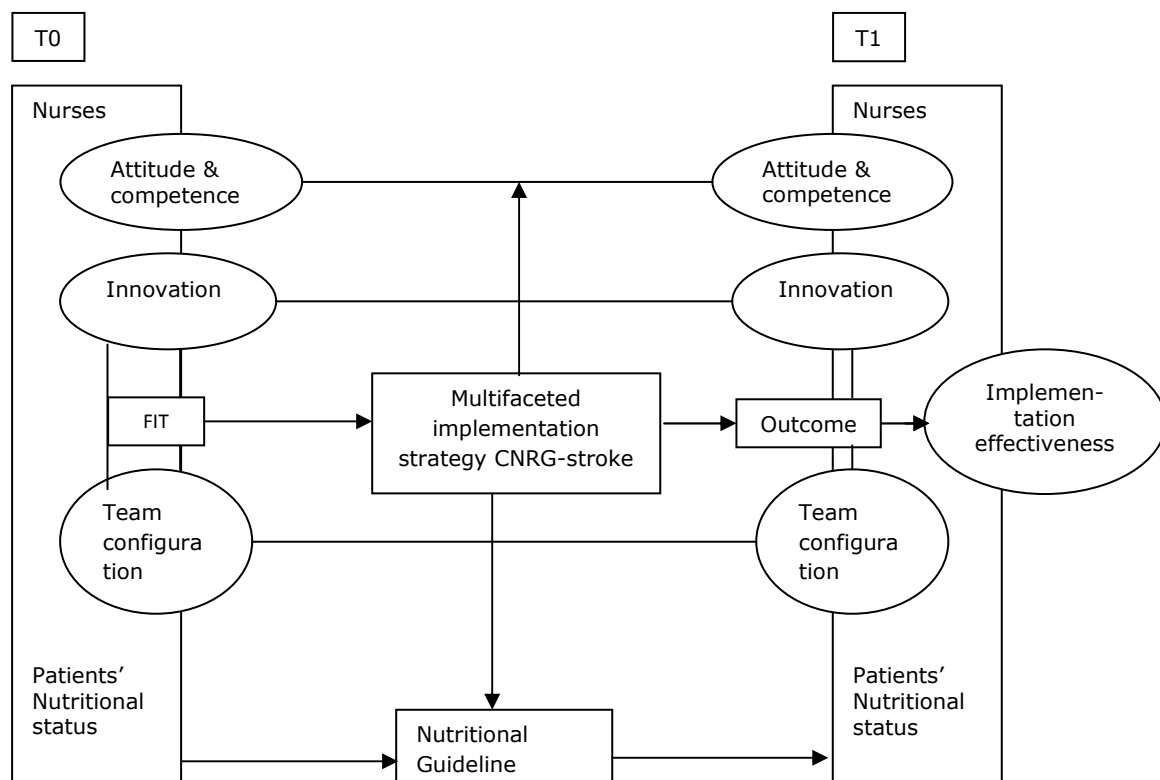 T0
T1
Nurses
Nurses
Attitude &
competence
Attitude &
competence
Innovation
Innovation
FIT
Multifaceted
implementation
strategy CNRG-stroke
Outcome
Implemen-
tation
effectiveness
Team
configura
tion
Team
configura
tion
Patients’
Nutritional
status
Patients’
Nutritional
status
Nutritional
Guideline